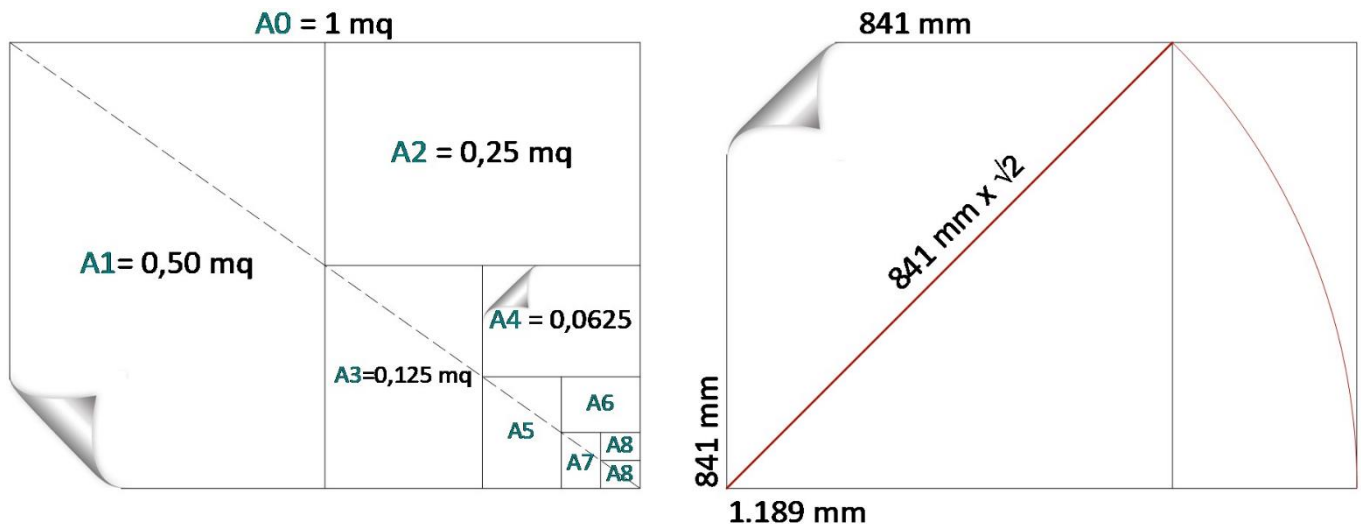 A0 = 1 mq
A2 = 0,25 mq
A1= 0,50 mq
A4 = 0,0625
A3=0,125 mq
A6
A5
A8
A7
A8
841 mm
841 mm x √2
841 mm
1.189 mm